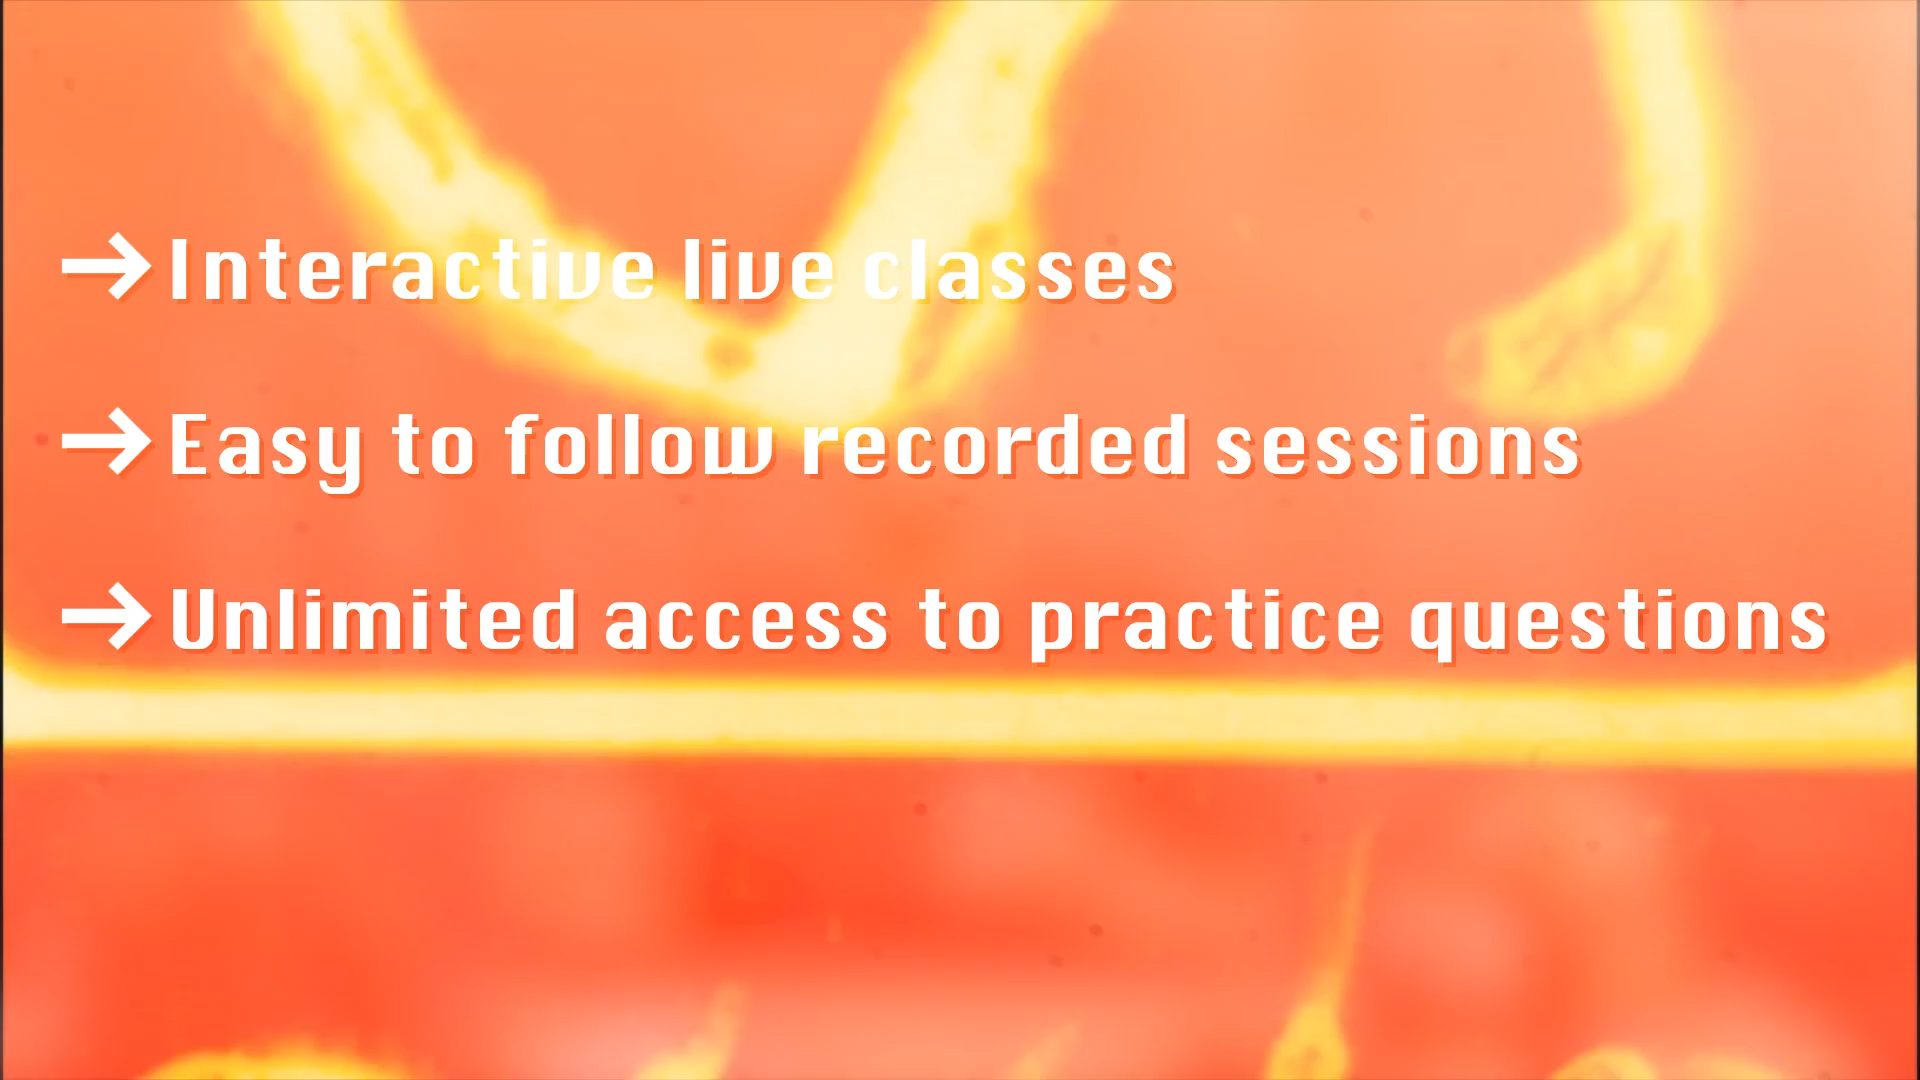 →Interactive live classes
→Easy to follow recorded sessions
→Unlimited access to practice questions